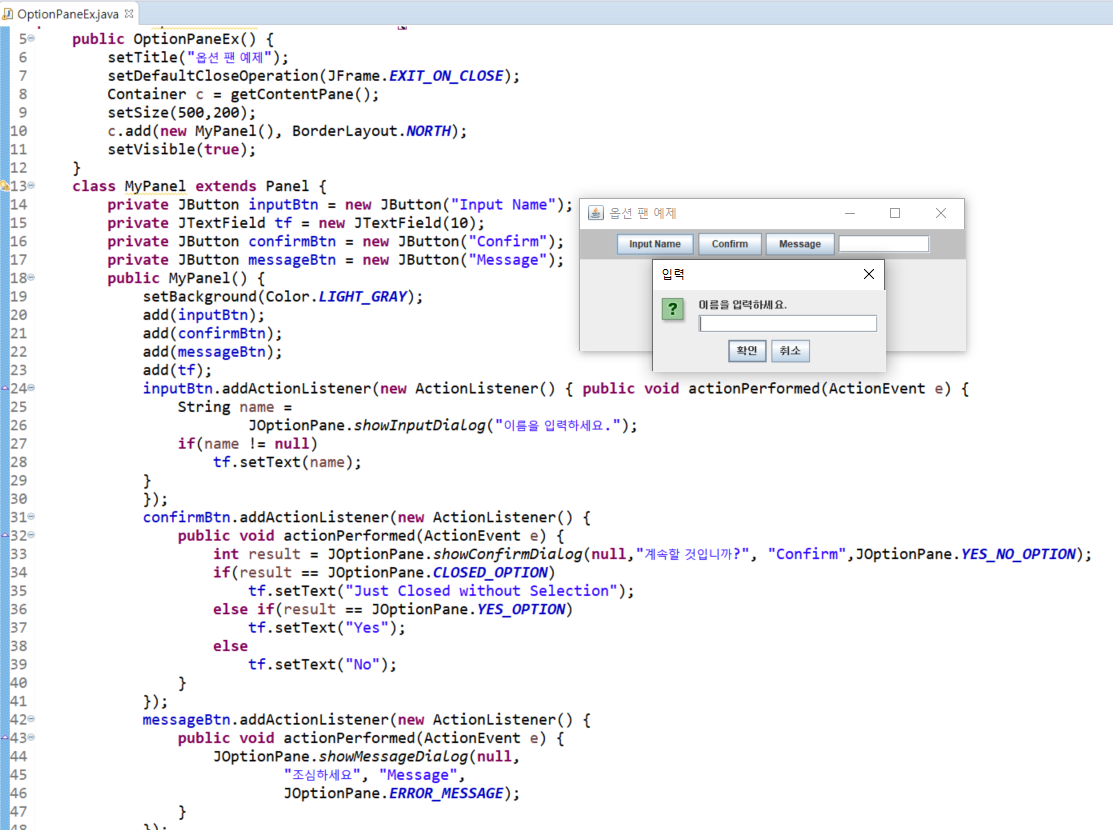 OptionPaneEx.java
5 public OptionPaneEx() {
6 setTitle("옵션 팬 예제");
7 setDefaultCloseOperation(JFrame.EXIT_ON_CLOSE);
8 Container c = getContentPane();
9 setSize(500,200);
10 c.add(new MyPanel(), BorderLayout.NORTH);
11 setVisible(true);
12 }
13 class MyPanel extends Panel {
14 private JButton inputBtn = new JButton("Input Name");
15 private JTextField tf = new JTextField(10);
16 private JButton confirmBtn = new JButton("Confirm");
17 private JButton messageBtn = new JButton("Message");
18 public MyPanel() {
19 setBackground(Color.LIGHT_GRAY);
20 add(inputBtn);
21 add(confirmBtn);
22 add(messageBtn);
23 add(tf);
24 inputBtn.addActionListener(new ActionListener() { public void actionPerformed(ActionEvent e) {
25 String name =
26 JOptionPane.showInputDialog("이름을 입력하세요.");
27 if(name != null)
28 tf.setText(name);
29 }
30 });
31 confirmBtn.addActionListener(new ActionListener() {
32 public void actionPerformed(ActionEvent e) {
33 int result = JOptionPane.showConfirmDialog(null,"계속할 것입니까?", "Confirm",JOptionPane.YES_NO_OPTION);
34 if(result == JOptionPane.CLOSED_OPTION)
35 tf.setText("Just Closed without Selection");
36 else if(result == JOptionPane.YES_OPTION)
37 tf.setText("Yes");
38 else
39 tf.setText("No");
40 }
41 });
42 messageBtn.addActionListener(new ActionListener() {
43 public void actionPerformed(ActionEvent e) {
44 JOptionPane.showMessageDialog(null,
45 "조심하세요", "Message",
46 JOptionPane.ERROR_MESSAGE);
47 }
48 });
옵션 팬 예제
Input Name Confirm Message
입력
?
이름을 입력하세요.
확인 취소